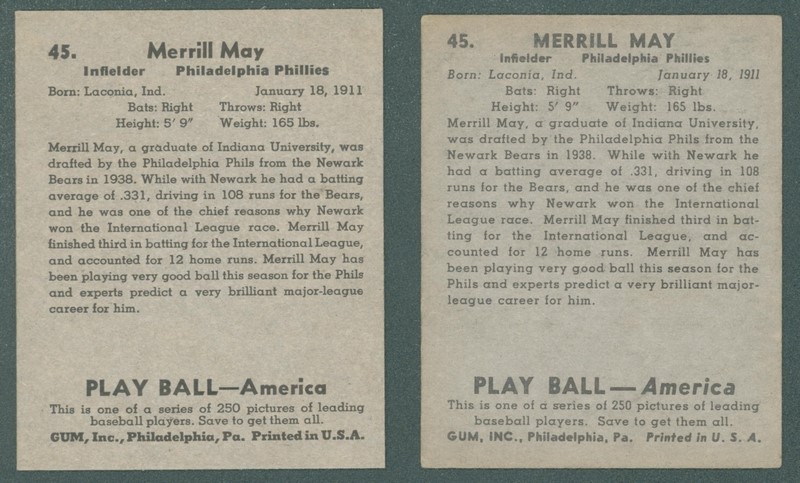 45. Merrill May
Infielder Philadelphia Phillies
Born: Laconia, Ind. January 18, 1911
Bats: Right Throws: Right
Height: 5' 9" Weight: 165 lbs.
Merrill May, a graduate of Indiana University, was
drafted by the Philadelphia Phils from the Newark
Bears in 1938. While with Newark he had a batting
average of .331, driving in 108 runs for the Bears,
and he was one of the chief reasons why Newark
won the International League race. Merrill May
finished third in batting for the International League,
and accounted for 12 home runs. Merrill May has
been playing very good ball this season for the Phils
and experts predict a very brilliant major-league
career for him.
PLAY BALL—America
This is one of a series of 250 pictures of leading
baseball players. Save to get them all.
GUM, Inc., Philadelphia, Pa. Printed in U.S.A.
45. MERRILL MAY
Infielder Philadelphia Phillies
Born: Laconia, Ind. January 18, 1911
Bats: Right Throws: Right
Height: 5' 9" Weight: 165 lbs.
Merrill May, a graduate of Indiana University,
was drafted by the Philadelphia Phils from the
Newark Bears in 1938. While with Newark he
had a batting average of .331, driving in 108
runs for the Bears, and he was one of the chief
reasons why Newark won the International
League race. Merrill May finished third in bat-
ting for the International League, and ac-
counted for 12 home runs. Merrill May has
been playing very good ball this season for the
Phils and experts predict a very brilliant major-
league career for him.
PLAY BALL — America
This is one of a series of 250 pictures of leading
baseball players. Save to get them all.
GUM, INC., Philadelphia, Pa. Printed in U. S. A.